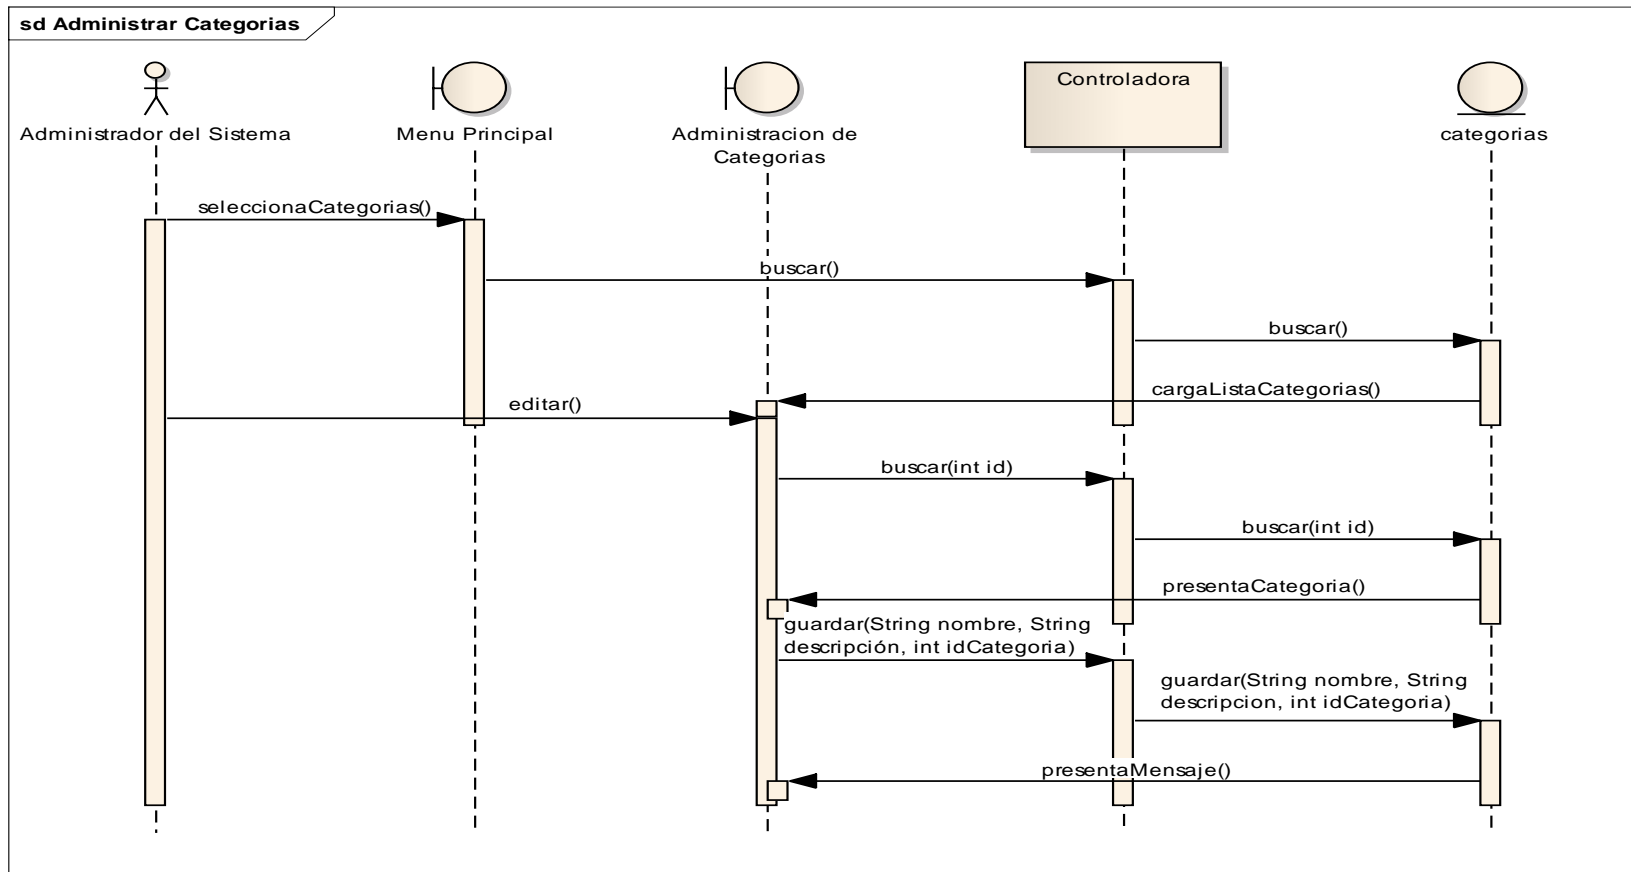 sd Administrar Categorias
Administrador del Sistema
Menu Principal
Administracion de
Categorias
Controladora
categorias
seleccionaCategorias()
buscar()
buscar()
cargaListaCategorias()
editar()
buscar(int id)
buscar(int id)
presentaCategoria()
guardar(String nombre, String
descripción, int idCategoria)
guardar(String nombre, String
descripcion, int idCategoria)
presentaMensaje()